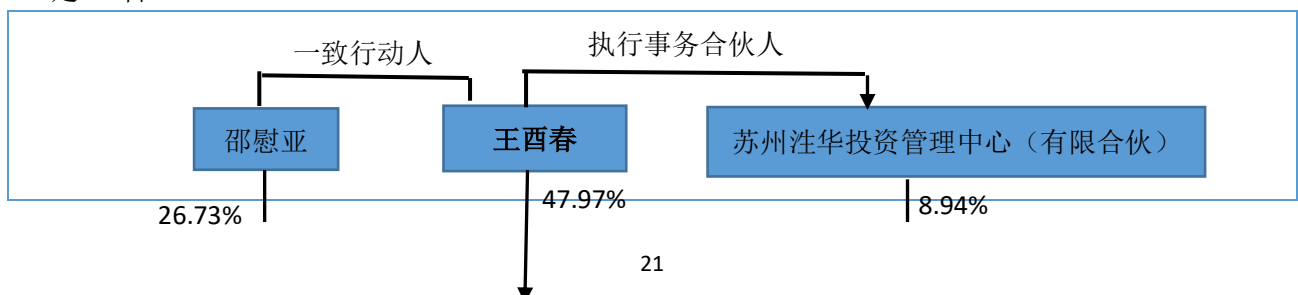 一致行动人
执行事务合伙人
邵慰亚
王酉春
苏州泩华投资管理中心（有限合伙）
26.73%
47.97%
8.94%
21